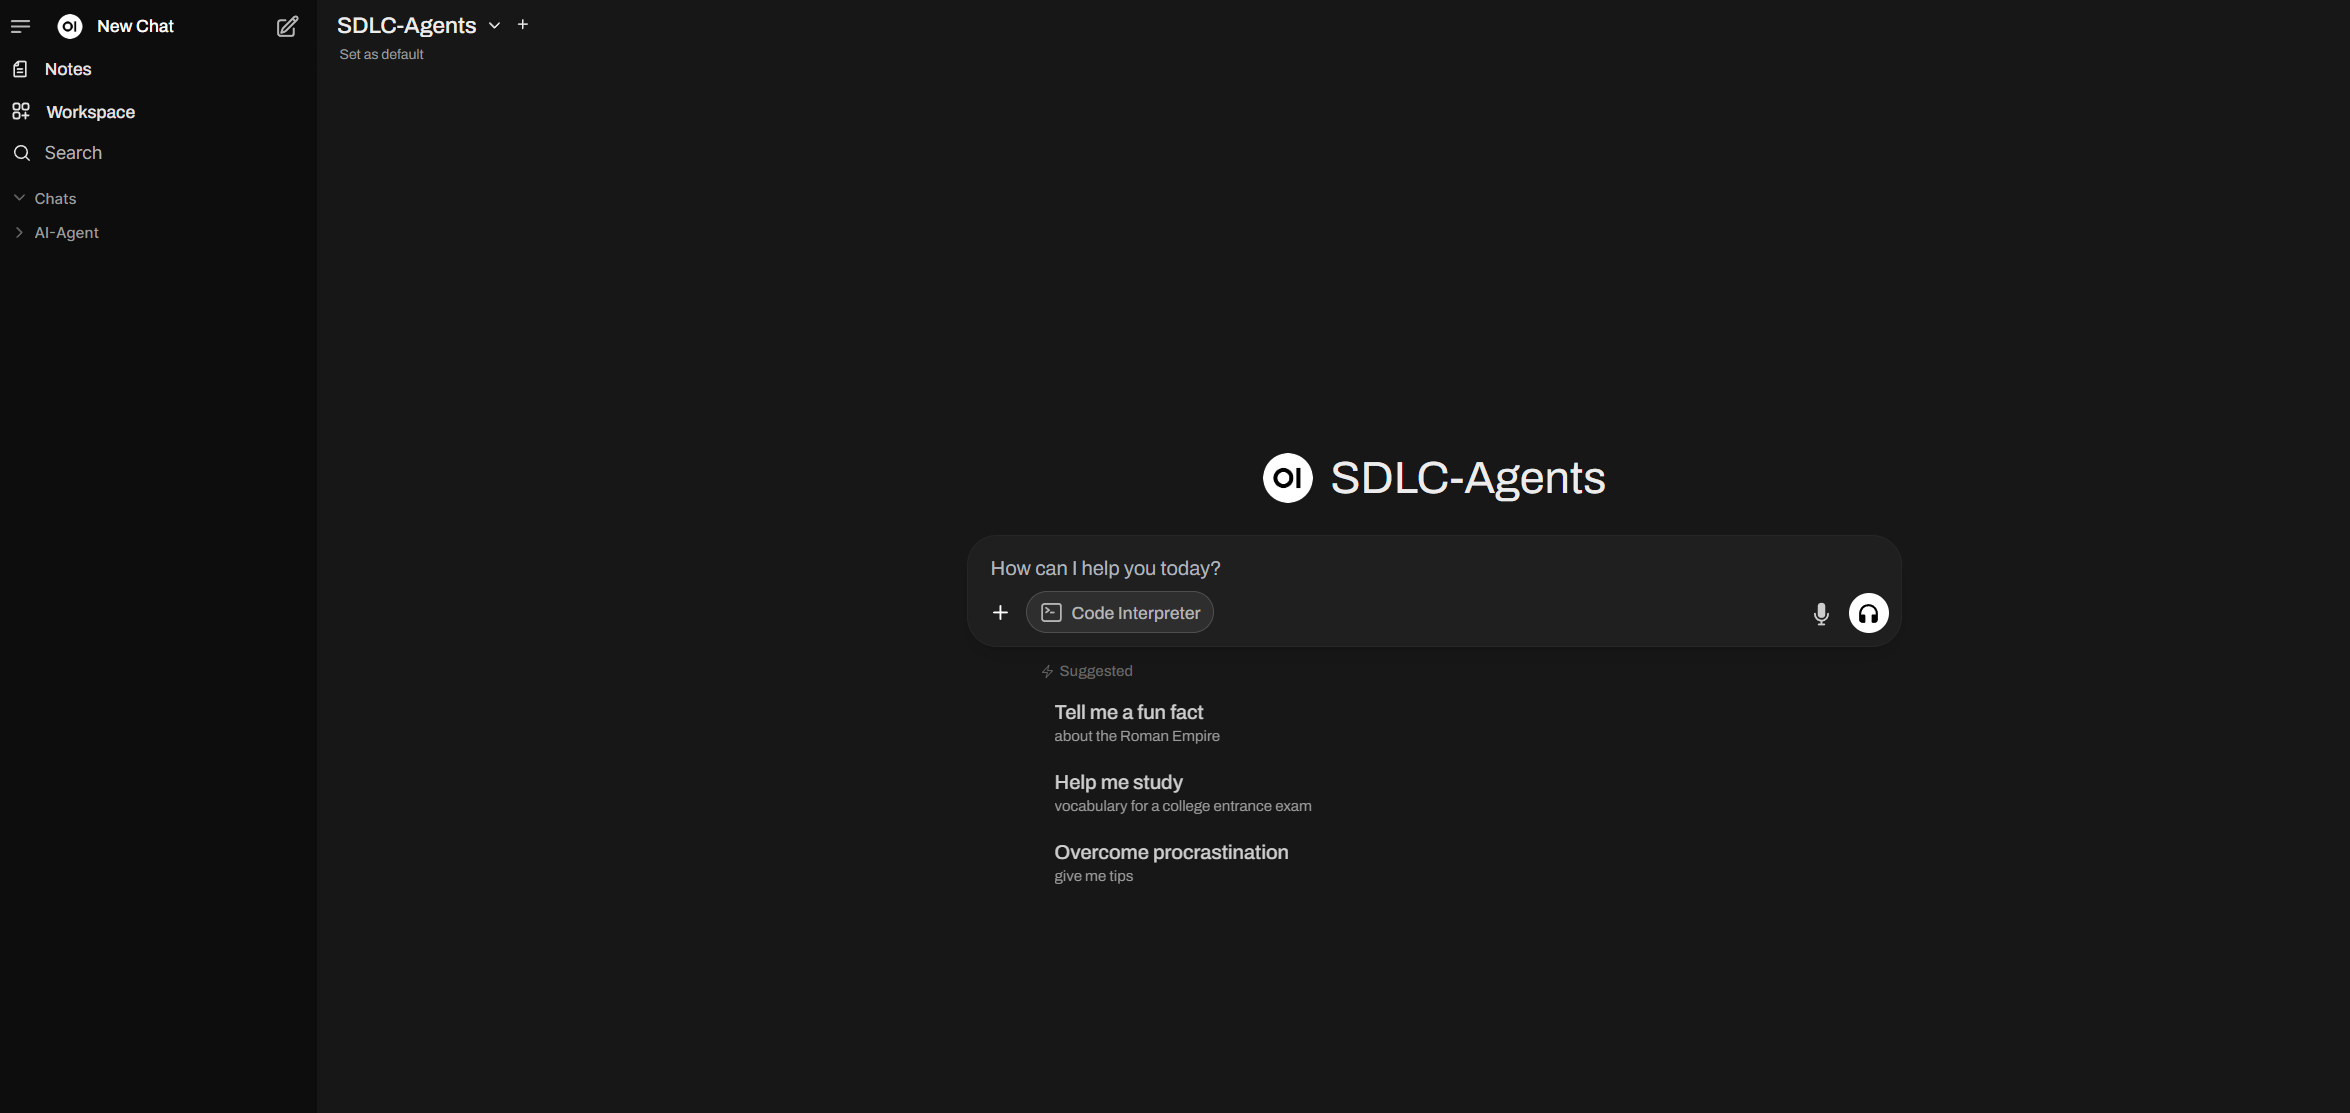 New Chat
Notes
Workspace
Search
Chats
AI-Agent
SDLC-Agents
Set as default
OI SDLC-Agents
How can I help you today?
Code Interpreter
Suggested
Tell me a fun fact
about the Roman Empire
Help me study
vocabulary for a college entrance exam
Overcome procrastination
give me tips